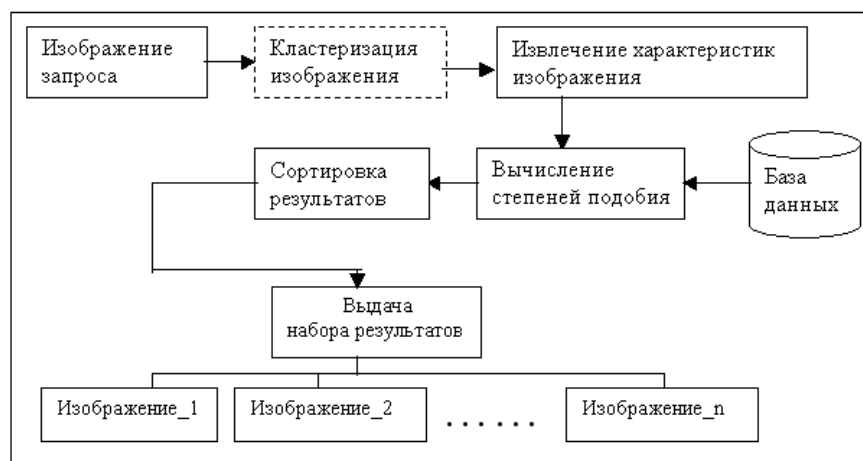 Изображение
запроса
Кластеризация
изображения
Извлечение характеристик
изображения
Сортировка
результатов
Вычисление
степеней подобия
База
данных
Выдача
набора результатов
Изображение_1
Изображение_2
......
Изображение_n